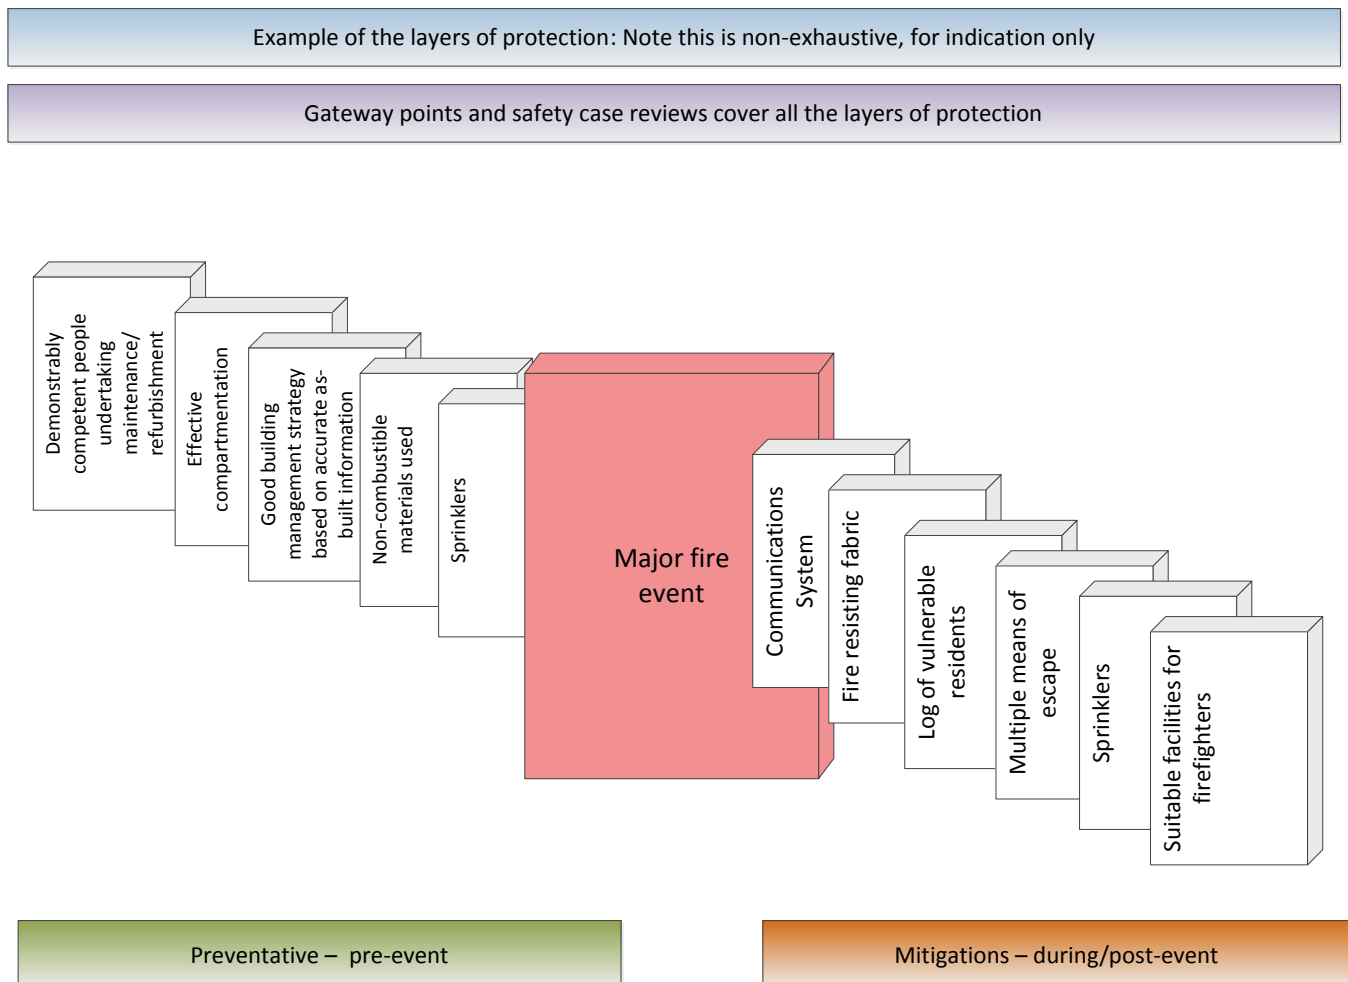 Example of the layers of protection: Note this is non-exhaustive, for indication only
Gateway points and safety case reviews cover all the layers of protection
Demonstrably
competent people
undertaking
maintenance/
refurbishment
Effective
compartmentation
Good building
management strategy
based on accurate as-
built information
Non-combustible
materials used
Sprinklers
Major fire
event
Communications
System
Fire resisting fabric
Log of vulnerable
residents
Multiple means of
escape
Sprinklers
Suitable facilities for
firefighters
Preventative – pre-event
Mitigations – during/post-event